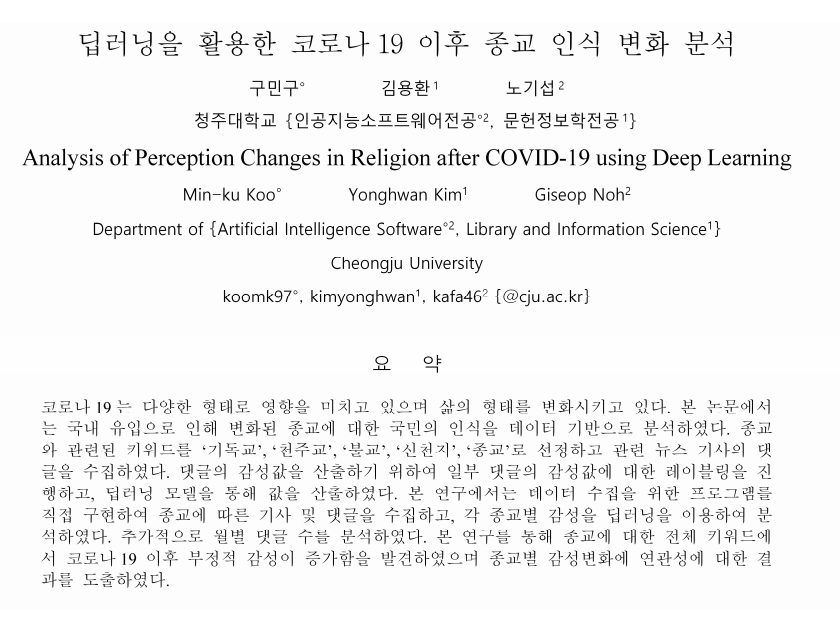 딥러닝을 활용한 코로나19 이후 종교 인식 변화 분석
구민구° 김용환¹ 노기섭²
청주대학교 {인공지능소프트웨어전공°², 문헌정보학전공¹}
Analysis of Perception Changes in Religion after COVID-19 using Deep Learning
Min-ku Koo° Yonghwan Kim¹ Giseop Noh²
Department of {Artificial Intelligence Software°², Library and Information Science¹}
Cheongju University
koomk97°, kimyonghwan¹, kafa46² {@cju.ac.kr}
요 약
코로나19는 다양한 형태로 영향을 미치고 있으며 삶의 형태를 변화시키고 있다. 본 논문에서
는 국내 유입으로 인해 변화된 종교에 대한 국민의 인식을 데이터 기반으로 분석하였다. 종교
와 관련된 키워드를 ‘기독교’, ‘천주교’, ‘불교’, ‘신천지’, ‘종교’로 선정하고 관련 뉴스 기사의 댓
글을 수집하였다. 댓글의 감성값을 산출하기 위하여 일부 댓글의 감성값에 대한 레이블링을 진
행하고, 딥러닝 모델을 통해 값을 산출하였다. 본 연구에서는 데이터 수집을 위한 프로그램을
직접 구현하여 종교에 따른 기사 및 댓글을 수집하고, 각 종교별 감성을 딥러닝을 이용하여 분
석하였다. 추가적으로 월별 댓글 수를 분석하였다. 본 연구를 통해 종교에 대한 전체 키워드에
서 코로나19 이후 부정적 감성이 증가함을 발견하였으며 종교별 감성변화에 연관성에 대한 결
과를 도출하였다.